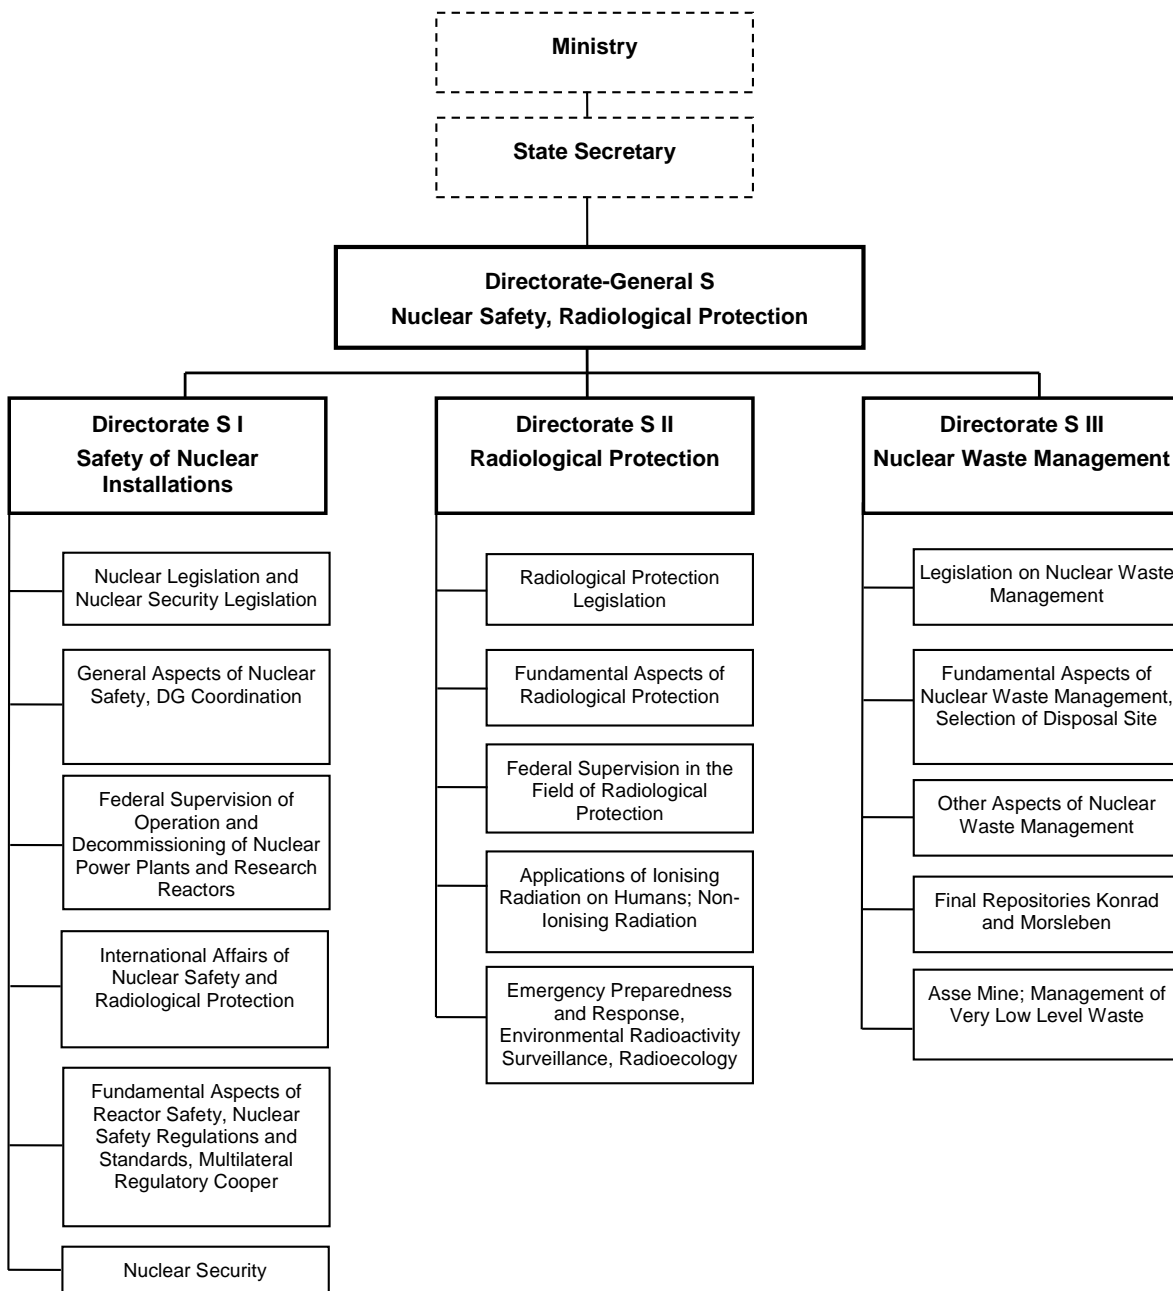 Ministry
State Secretary
Directorate-General S
Nuclear Safety, Radiological Protection
Directorate S I
Safety of Nuclear
Installations
Nuclear Legislation and
Nuclear Security Legislation
General Aspects of Nuclear
Safety, DG Coordination
Federal Supervision of
Operation and
Decommissioning of Nuclear
Power Plants and Research
Reactors
International Affairs of
Nuclear Safety and
Radiological Protection
Fundamental Aspects of
Reactor Safety, Nuclear
Safety Regulations and
Standards, Multilateral
Regulatory Cooper
Nuclear Security
Directorate S II
Radiological Protection
Radiological Protection
Legislation
Fundamental Aspects of
Radiological Protection
Federal Supervision in the
Field of Radiological
Protection
Applications of Ionising
Radiation on Humans; Non-
Ionising Radiation
Emergency Preparedness
and Response,
Environmental Radioactivity
Surveillance, Radioecology
Directorate S III
Nuclear Waste Management
Legislation on Nuclear Waste
Management
Fundamental Aspects of
Nuclear Waste Management,
Selection of Disposal Site
Other Aspects of Nuclear
Waste Management
Final Repositories Konrad
and Morsleben
Asse Mine; Management of
Very Low Level Waste